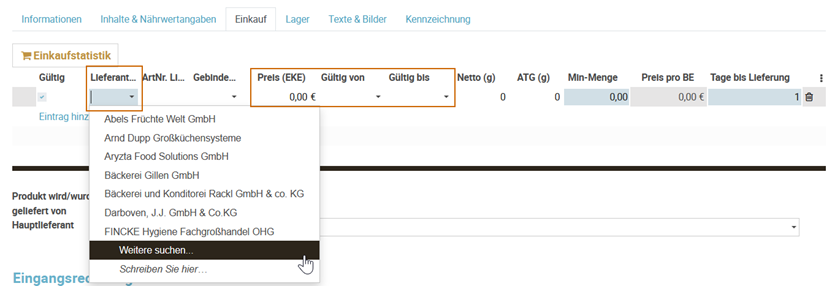 Informationen Inhalte & Nährwertangaben Einkauf Lager Texte & Bilder Kennzeichnung
Einkaufsstatistik
Gültig Lieferant... ArtNr. Li... Gebinde... Preis (EKE) Gültig von Gültig bis Netto (g) ATG (g) Min-Menge Preis pro BE Tage bis Lieferung
0,00 € 0 0 0,00 0,00 € 1
Eintrag hinz
Abels Früchte Welt GmbH
Arnd Dupp Großküchensysteme
Aryzta Food Solutions GmbH
Bäckerei Gillen GmbH
Bäckerei und Konditorei Rackl GmbH & co. KG
Darboven, J.J. GmbH & Co.KG
FINCKE Hygiene Fachgroßhandel OHG
Weitere suchen...
Schreiben Sie hier...
Produkt wird/wurd
geliefert von
Hauptlieferant
Eingangsre